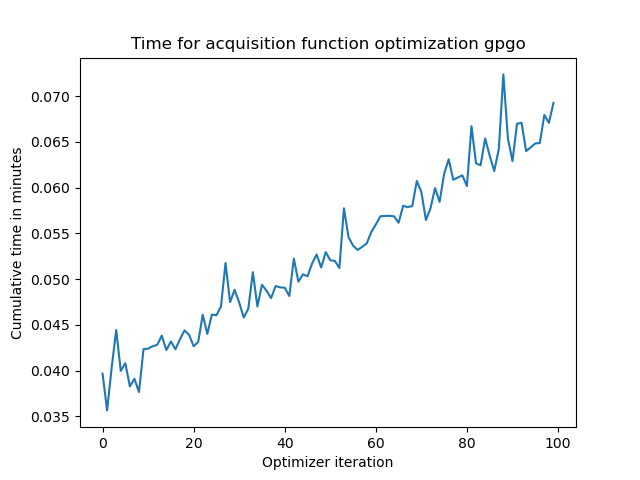 Time for acquisition function optimization gpgo
0.070
0.065
0.060
0.055
0.050
0.045
0.040
0.035
Cumulative time in minutes
0 20 40 60 80 100
Optimizer iteration